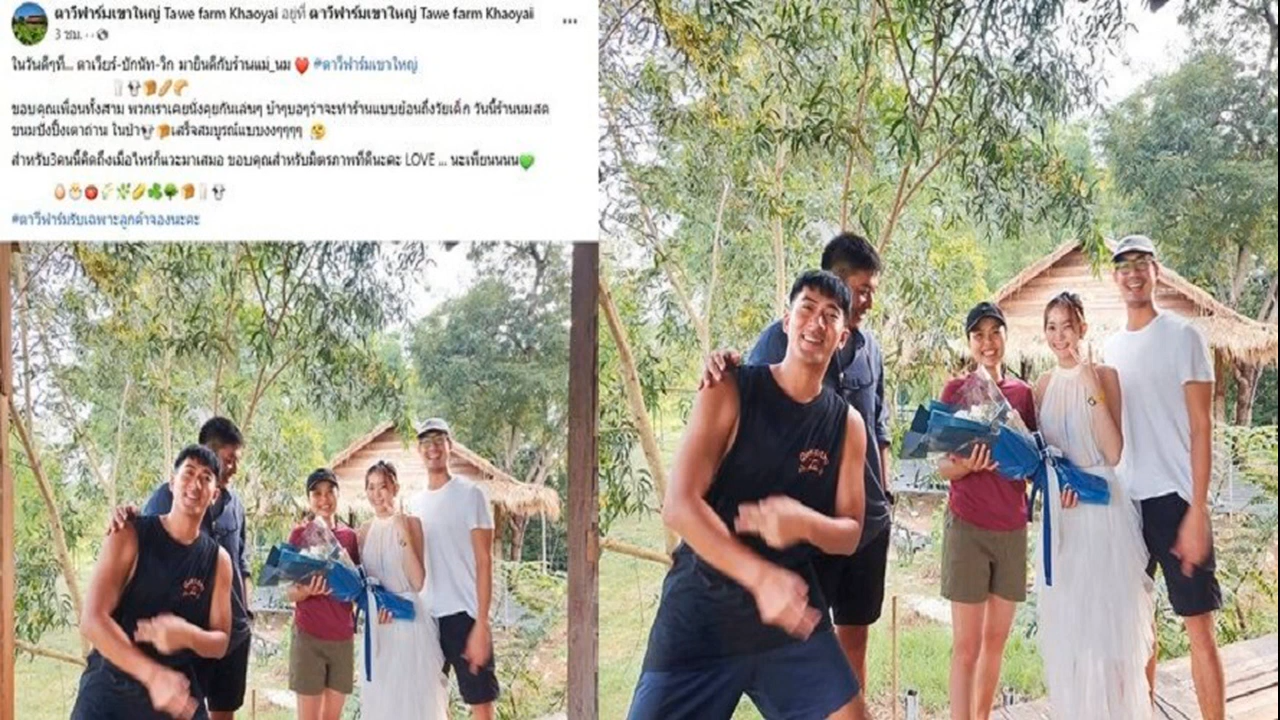 ตาวีฟาร์มเขาใหญ่ Tawe farm Khaoyai อยู่ที่ ตาวีฟาร์มเขาใหญ่ Tawe farm Khaoyaii
3 ชม. ·
ในวันดีๆที่... ตาเวียร์-บักนัท-วิก มายินดีกับร้านแม่_นม ❤️ #ตาวีฟาร์มเขาใหญ่
ขอบคุณเพื่อนทั้งสาม พวกเราเคยนั่งคุยกันเล่นๆ บ้าๆบอๆว่าจะทำร้านแบบย้อนถึงวัยเด็ก วันนี้ร้านนมสด
ขนมปังปิ้งเตาถ่าน ในป่า🐮🍞เสร็จสมบูรณ์แบบงงๆๆๆๆ
สำหรับ3คนนี้คิดถึงเมื่อไหร่ก็แวะมาเสมอ ขอบคุณสำหรับมิตรภาพที่ดีนะคะ LOVE ... นะเพื่ยนนนน💚
#ตาวีฟาร์มรับเฉพาะลูกค้าจองนะคะ